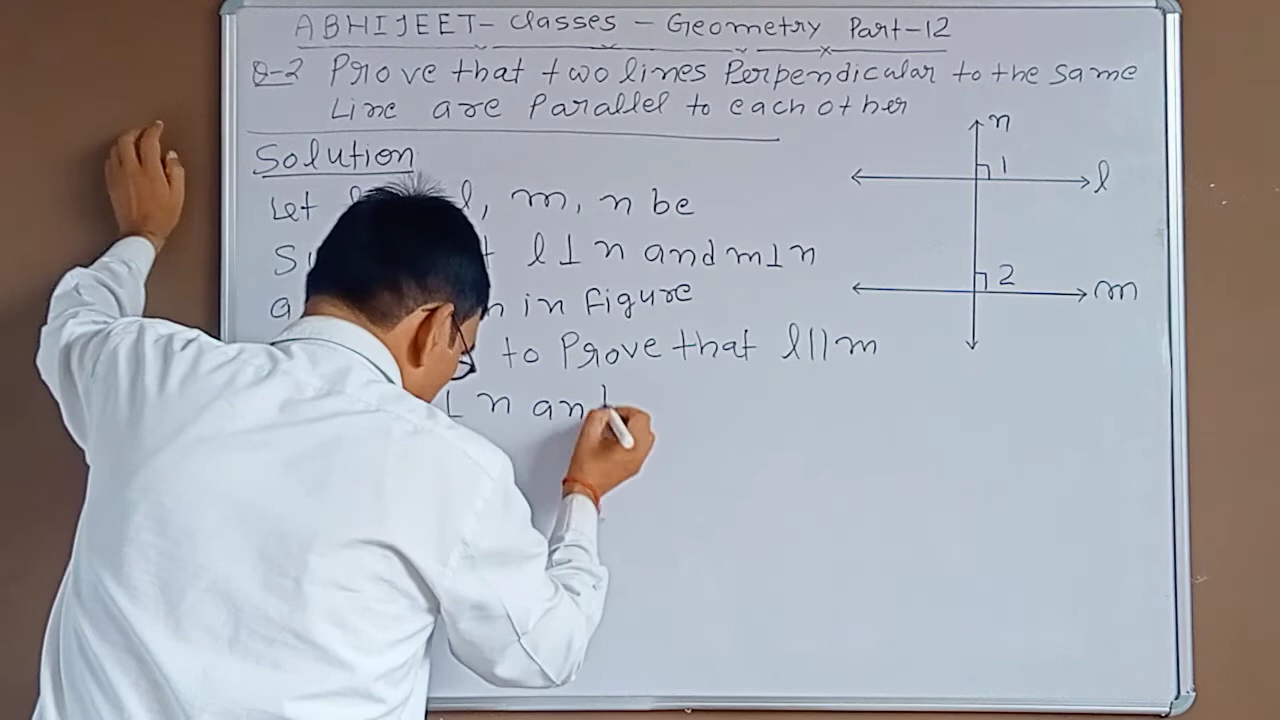 ABHIJEET- Classes - Geometry Part-12
Q-2 Prove that two lines Perpendicular to the same
Line are Parallel to each other
Solution
Let l, m, n be
l⊥n and m⊥n
in figure
to Prove that l||m
⊥ n an
n
1
l
2
m